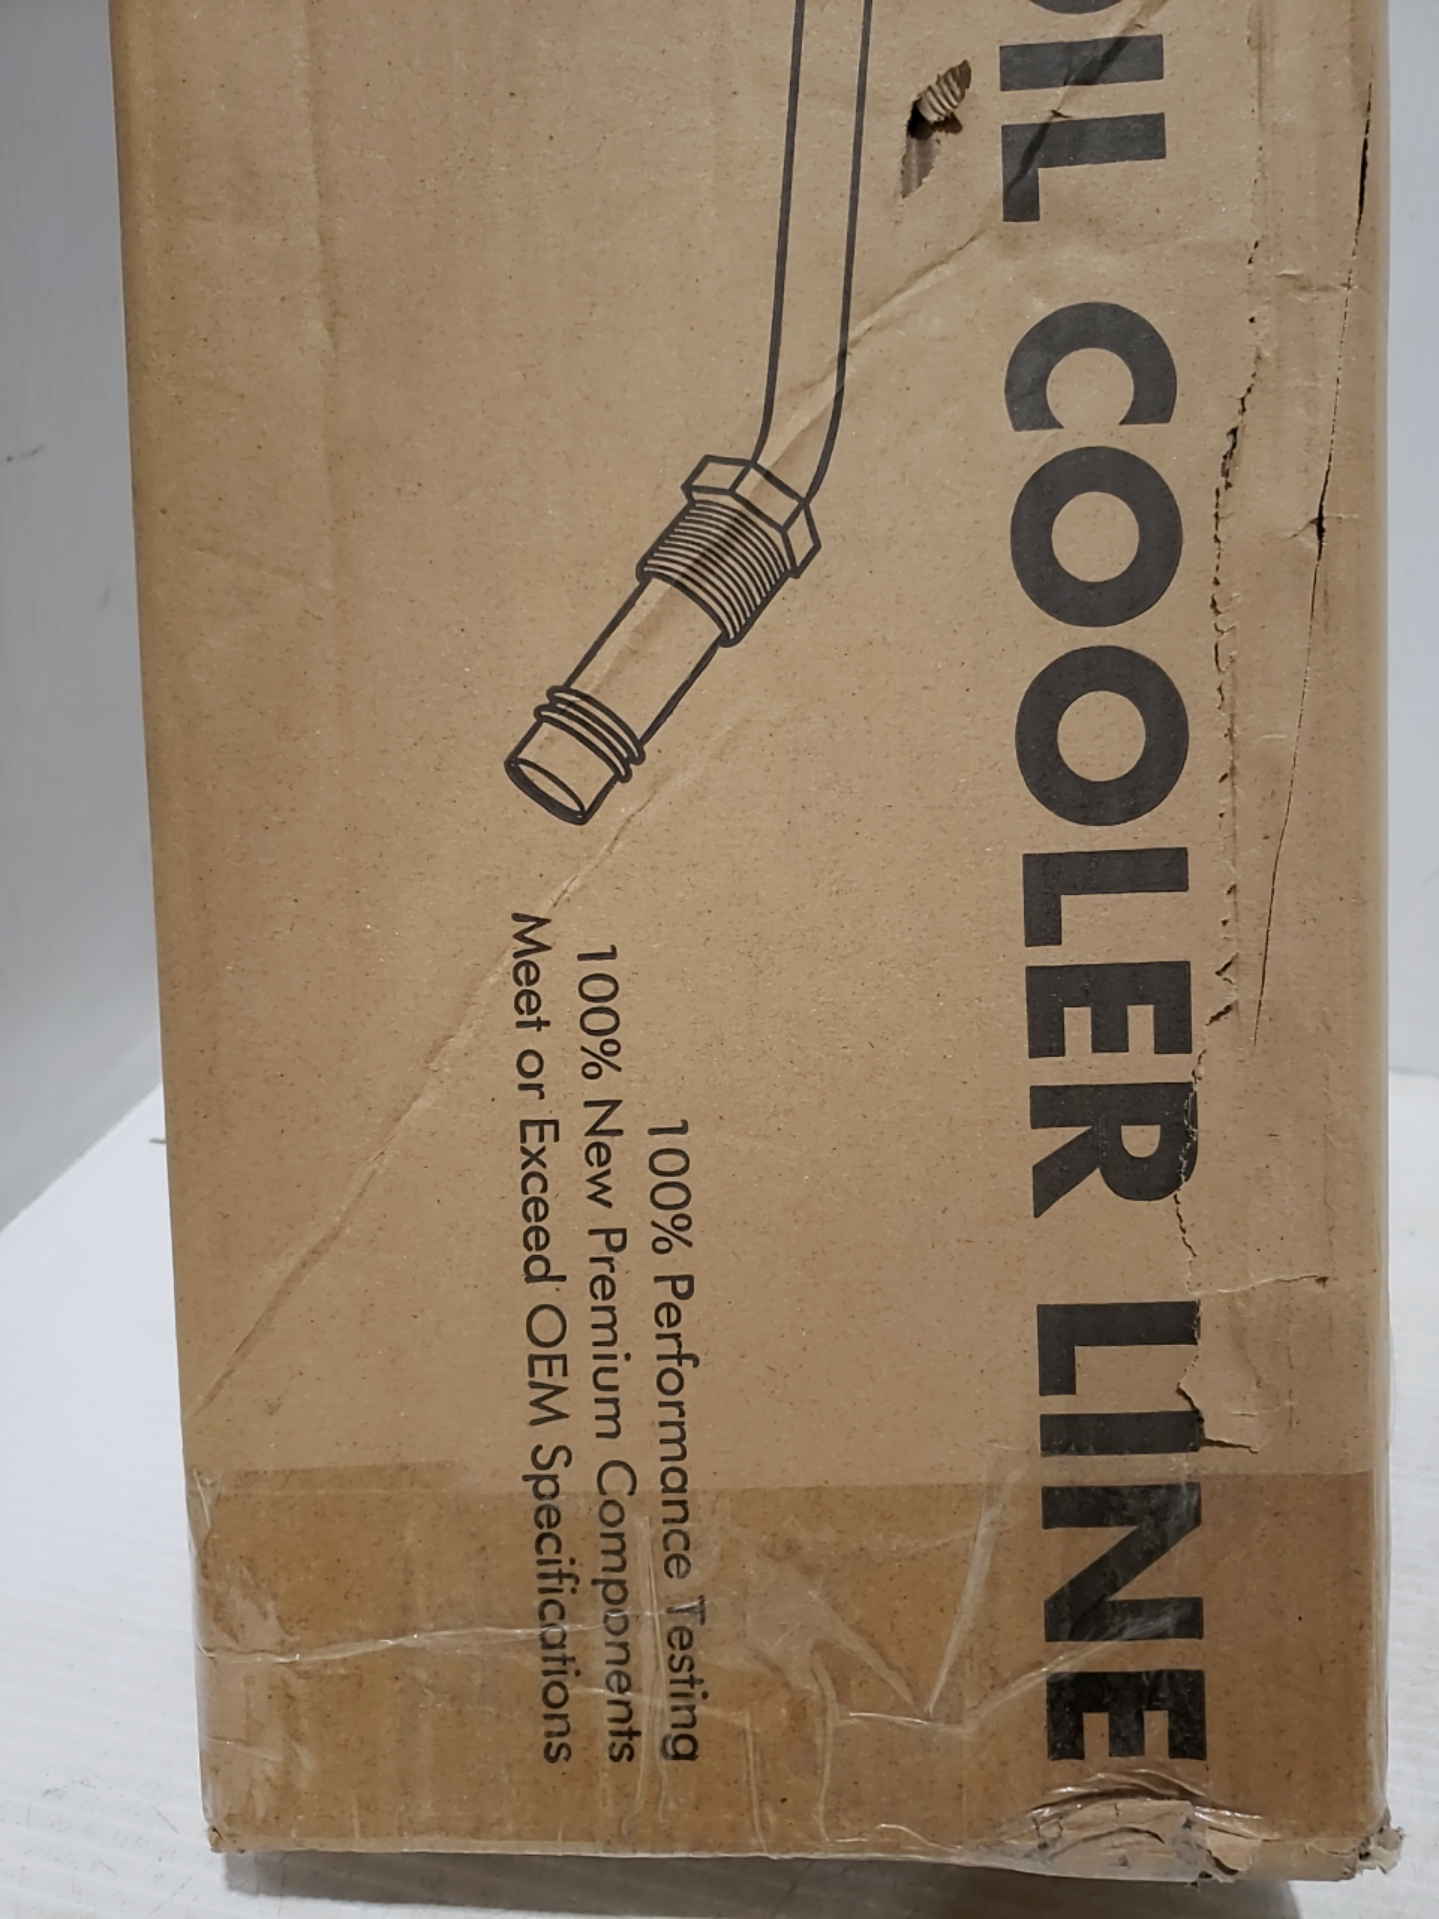 OIL COOLER LINE
100% Performance Testing
100% New Premium Components
Meet or Exceed OEM Specifications